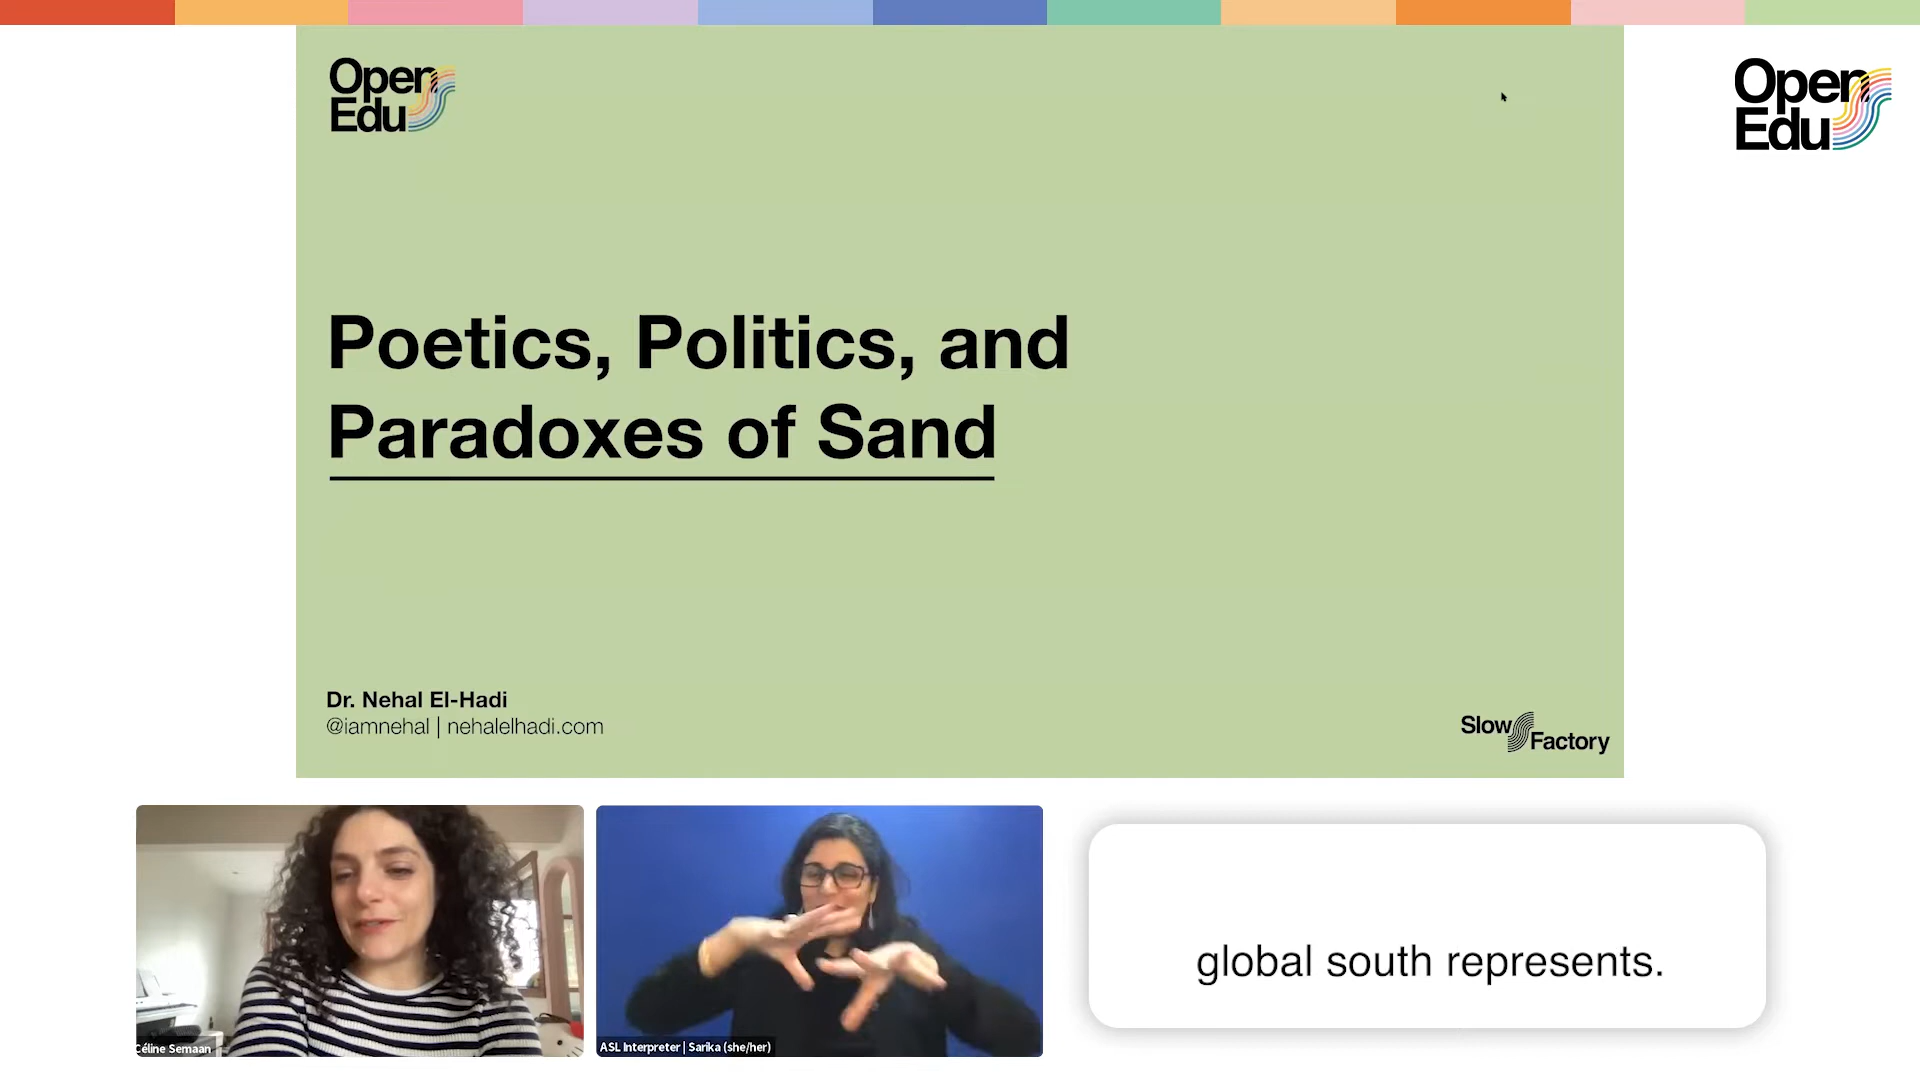 Open
Edu
Open
Edu
Poetics, Politics, and
Paradoxes of Sand
Dr. Nehal El-Hadi
@iamnehal | nehalelhadi.com
Slow
Factory
Céline Semaan
ASL Interpreter | Sarika (she/her)
global south represents.